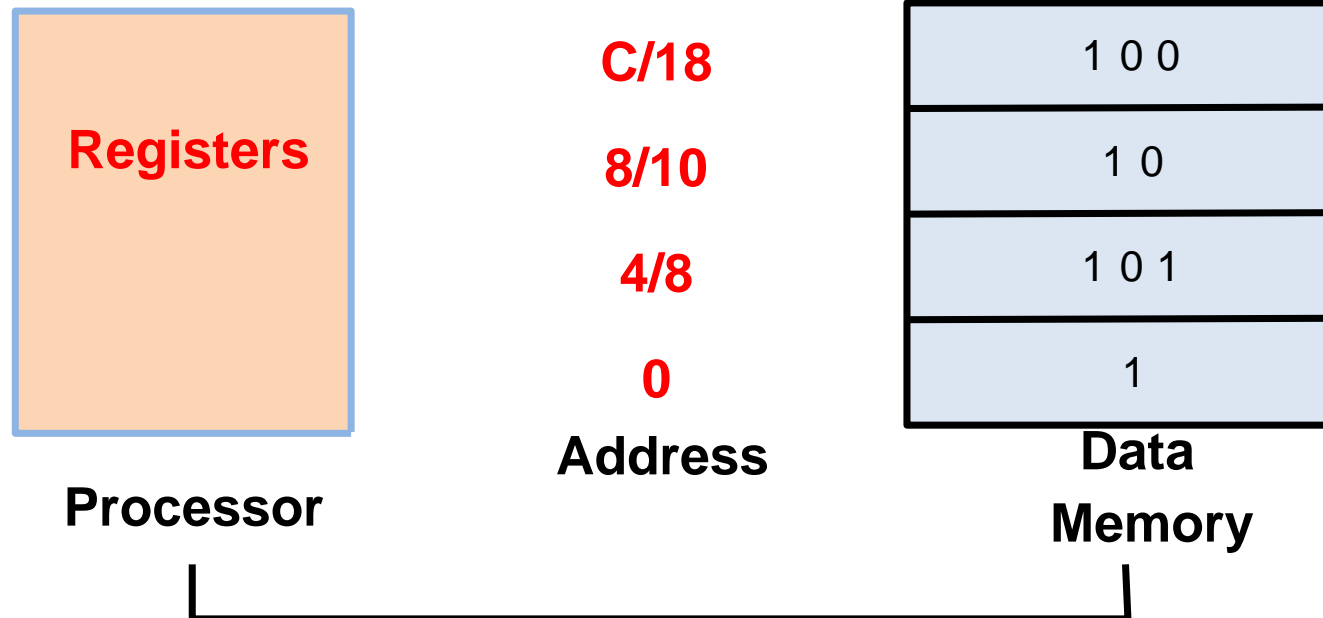 C/18 1 0 0
Registers 8/10 1 0
4/8 1 0 1
0 1
Address Data
Processor Memory